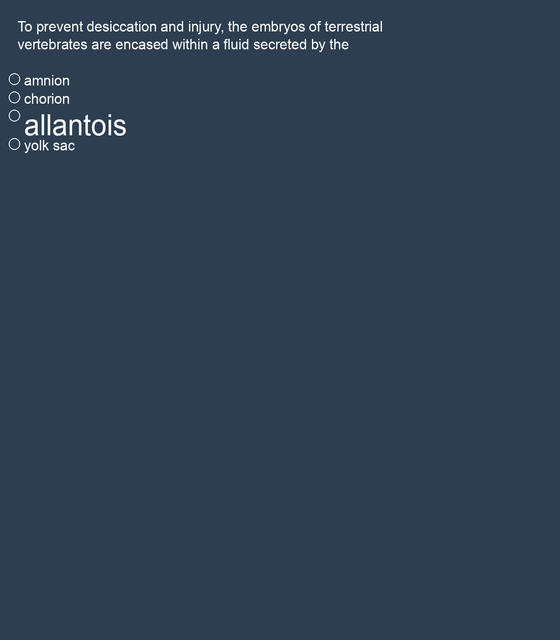 To prevent desiccation and injury, the embryos of terrestrial
vertebrates are encased within a fluid secreted by the
amnion
chorion
allantois
yolk sac